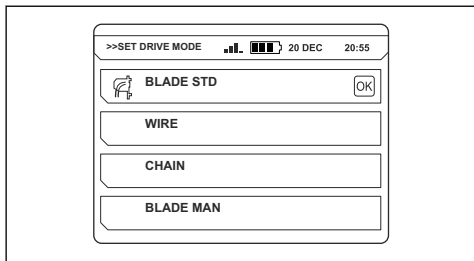 >>SET DRIVE MODE 20 DEC 20:55
BLADE STD OK
WIRE
CHAIN
BLADE MAN